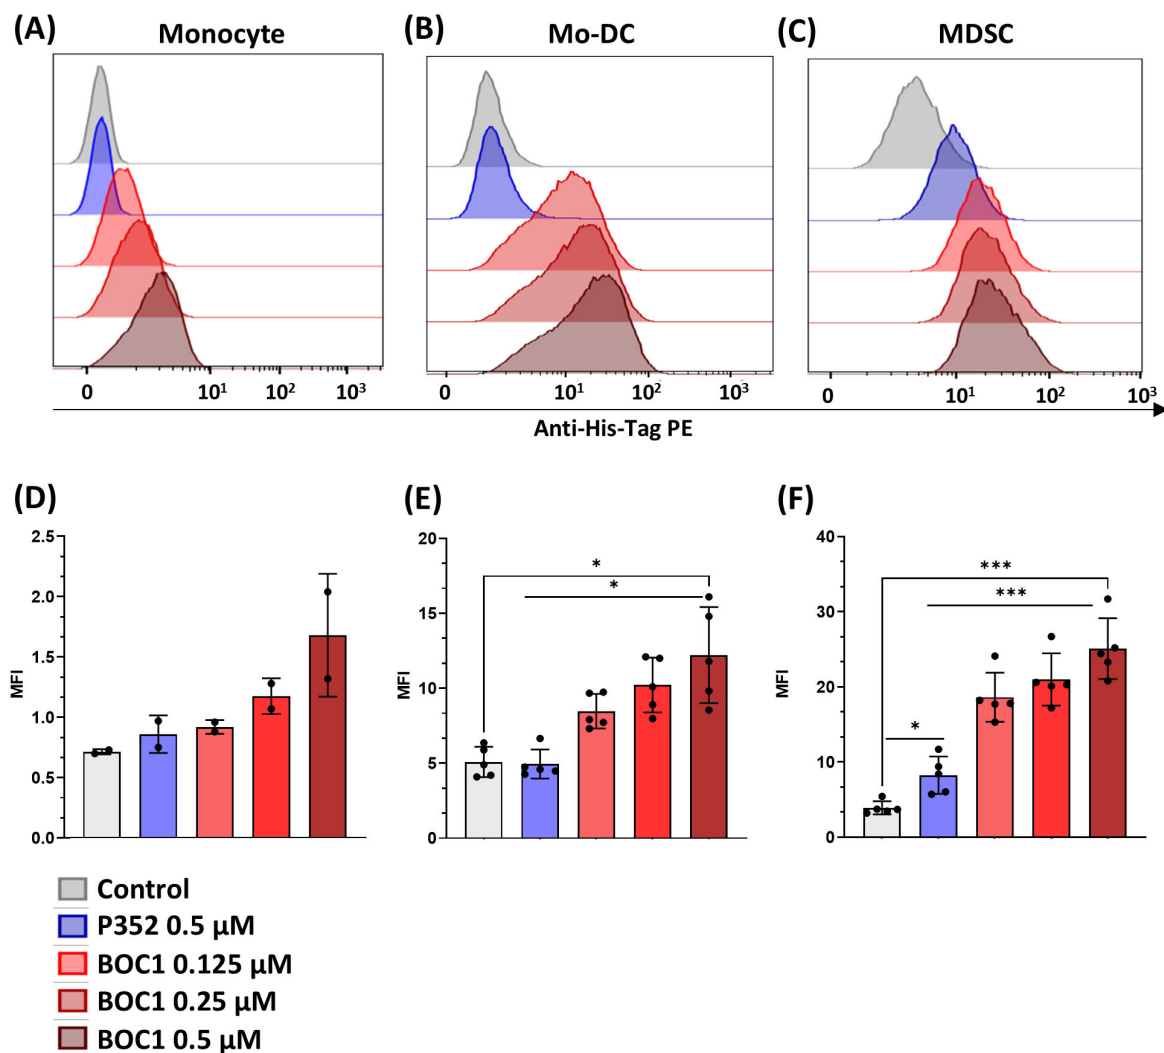 (A) Monocyte (B) Mo-DC (C) MDSC
0 10¹ 10² 10³ 0 10¹ 10² 10³ 0 10¹ 10² 10³
Anti-His-Tag PE
(D) (E) (F)
MFI
2.5
2.0
1.5
1.0
0.5
0.0
MFI
20
15
10
5
0
*
*
MFI
40
30
20
10
0
***
***
*
Control
P352 0.5 µM
BOC1 0.125 µM
BOC1 0.25 µM
BOC1 0.5 µM